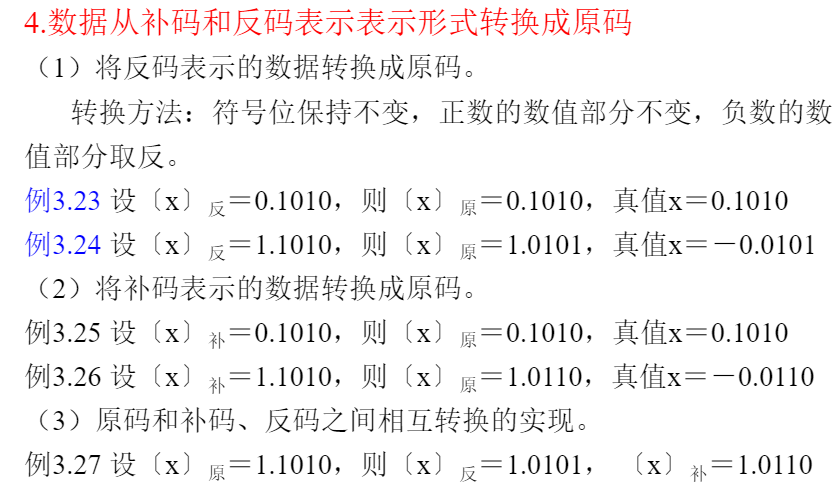 4.数据从补码和反码表示表示形式转换成原码
（1）将反码表示的数据转换成原码。
转换方法：符号位保持不变，正数的数值部分不变，负数的数
值部分取反。
例3.23 设〔x〕反＝0.1010，则〔x〕原＝0.1010，真值x＝0.1010
例3.24 设〔x〕反＝1.1010，则〔x〕原＝1.0101，真值x＝－0.0101
（2）将补码表示的数据转换成原码。
例3.25 设〔x〕补＝0.1010，则〔x〕原＝0.1010，真值x＝0.1010
例3.26 设〔x〕补＝1.1010，则〔x〕原＝1.0110，真值x＝－0.0110
（3）原码和补码、反码之间相互转换的实现。
例3.27 设〔x〕原＝1.1010，则〔x〕反＝1.0101， 〔x〕补＝1.0110